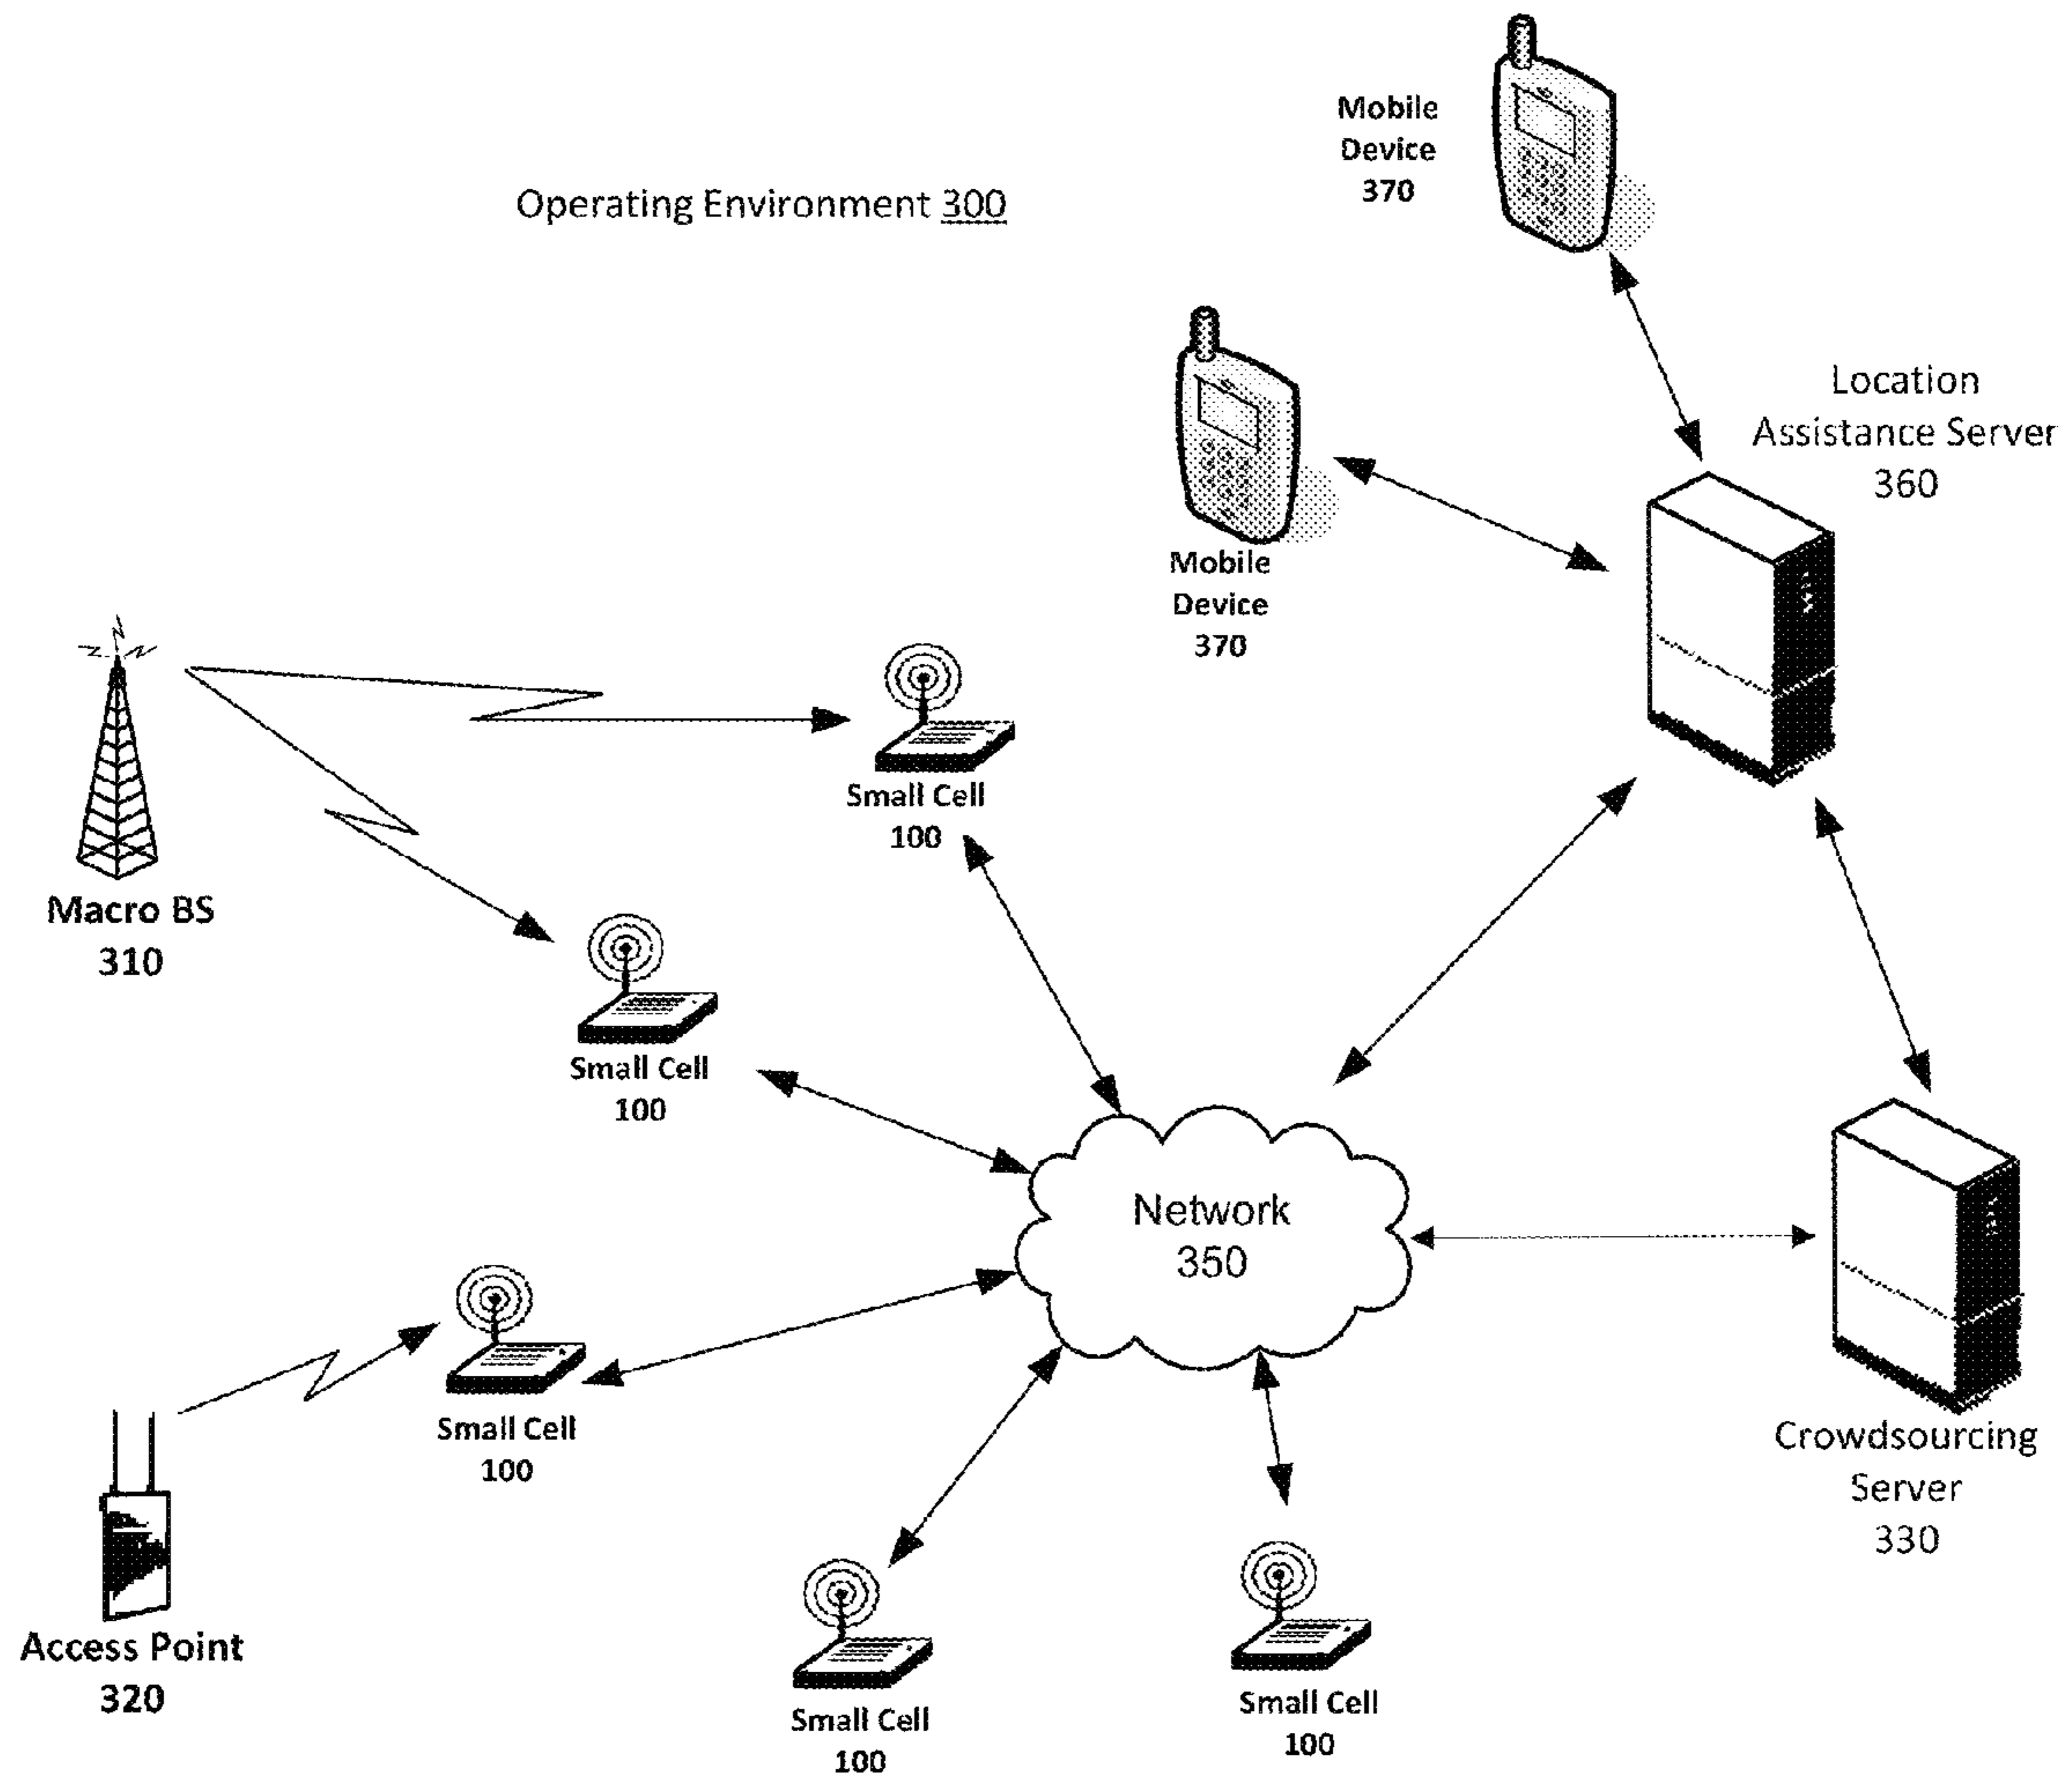 Mobile
Device
370
Operating Environment 300
Location
Assistance Server
360
Mobile
Device
370
Small Cell
100
Macro BS
310
Small Cell
100
Network
350
Small Cell
100
Crowdsourcing
Server
330
Access Point
320
Small Cell
100
Small Cell
100